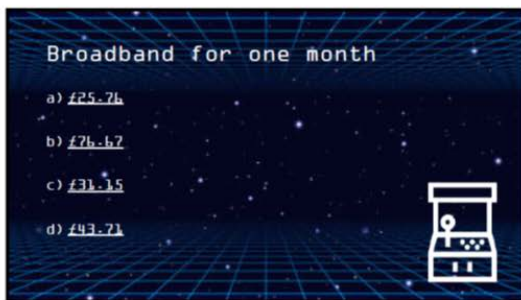 Broadband for one month
a) £25.76
b) £76.67
c) £31.15
d) £43.71